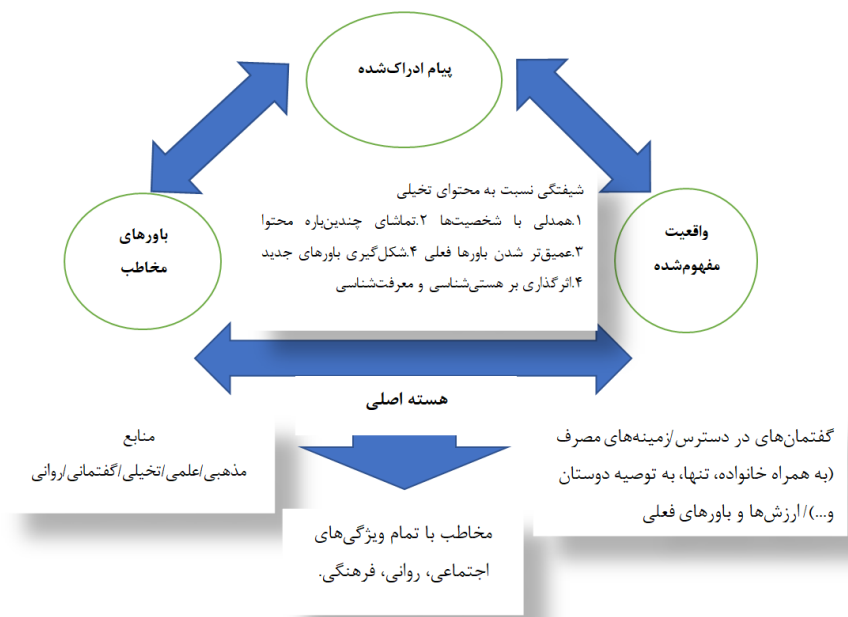 پیام ادراک‌شده
شیفتگی نسبت به محتوای تخیلی
۱.همدلی با شخصیت‌ها ۲.تماشای چندین‌باره محتوا
۳.عمیق‌تر شدن باورها فعلی ۴.شکل‌گیری باورهای جدید
۴.اثرگذاری بر هستی‌شناسی و معرفت‌شناسی
واقعیت
مفهوم‌شده
باورهای
مخاطب
هسته اصلی
گفتمان‌های در دسترس/زمینه‌های مصرف
(به همراه خانواده، تنها، به توصیه دوستان
و...)/ارزش‌ها و باورهای فعلی
منابع
مذهبی/علمی/تخیلی/گفتمانی/روانی
مخاطب با تمام ویژگی‌های
اجتماعی، روانی، فرهنگی.